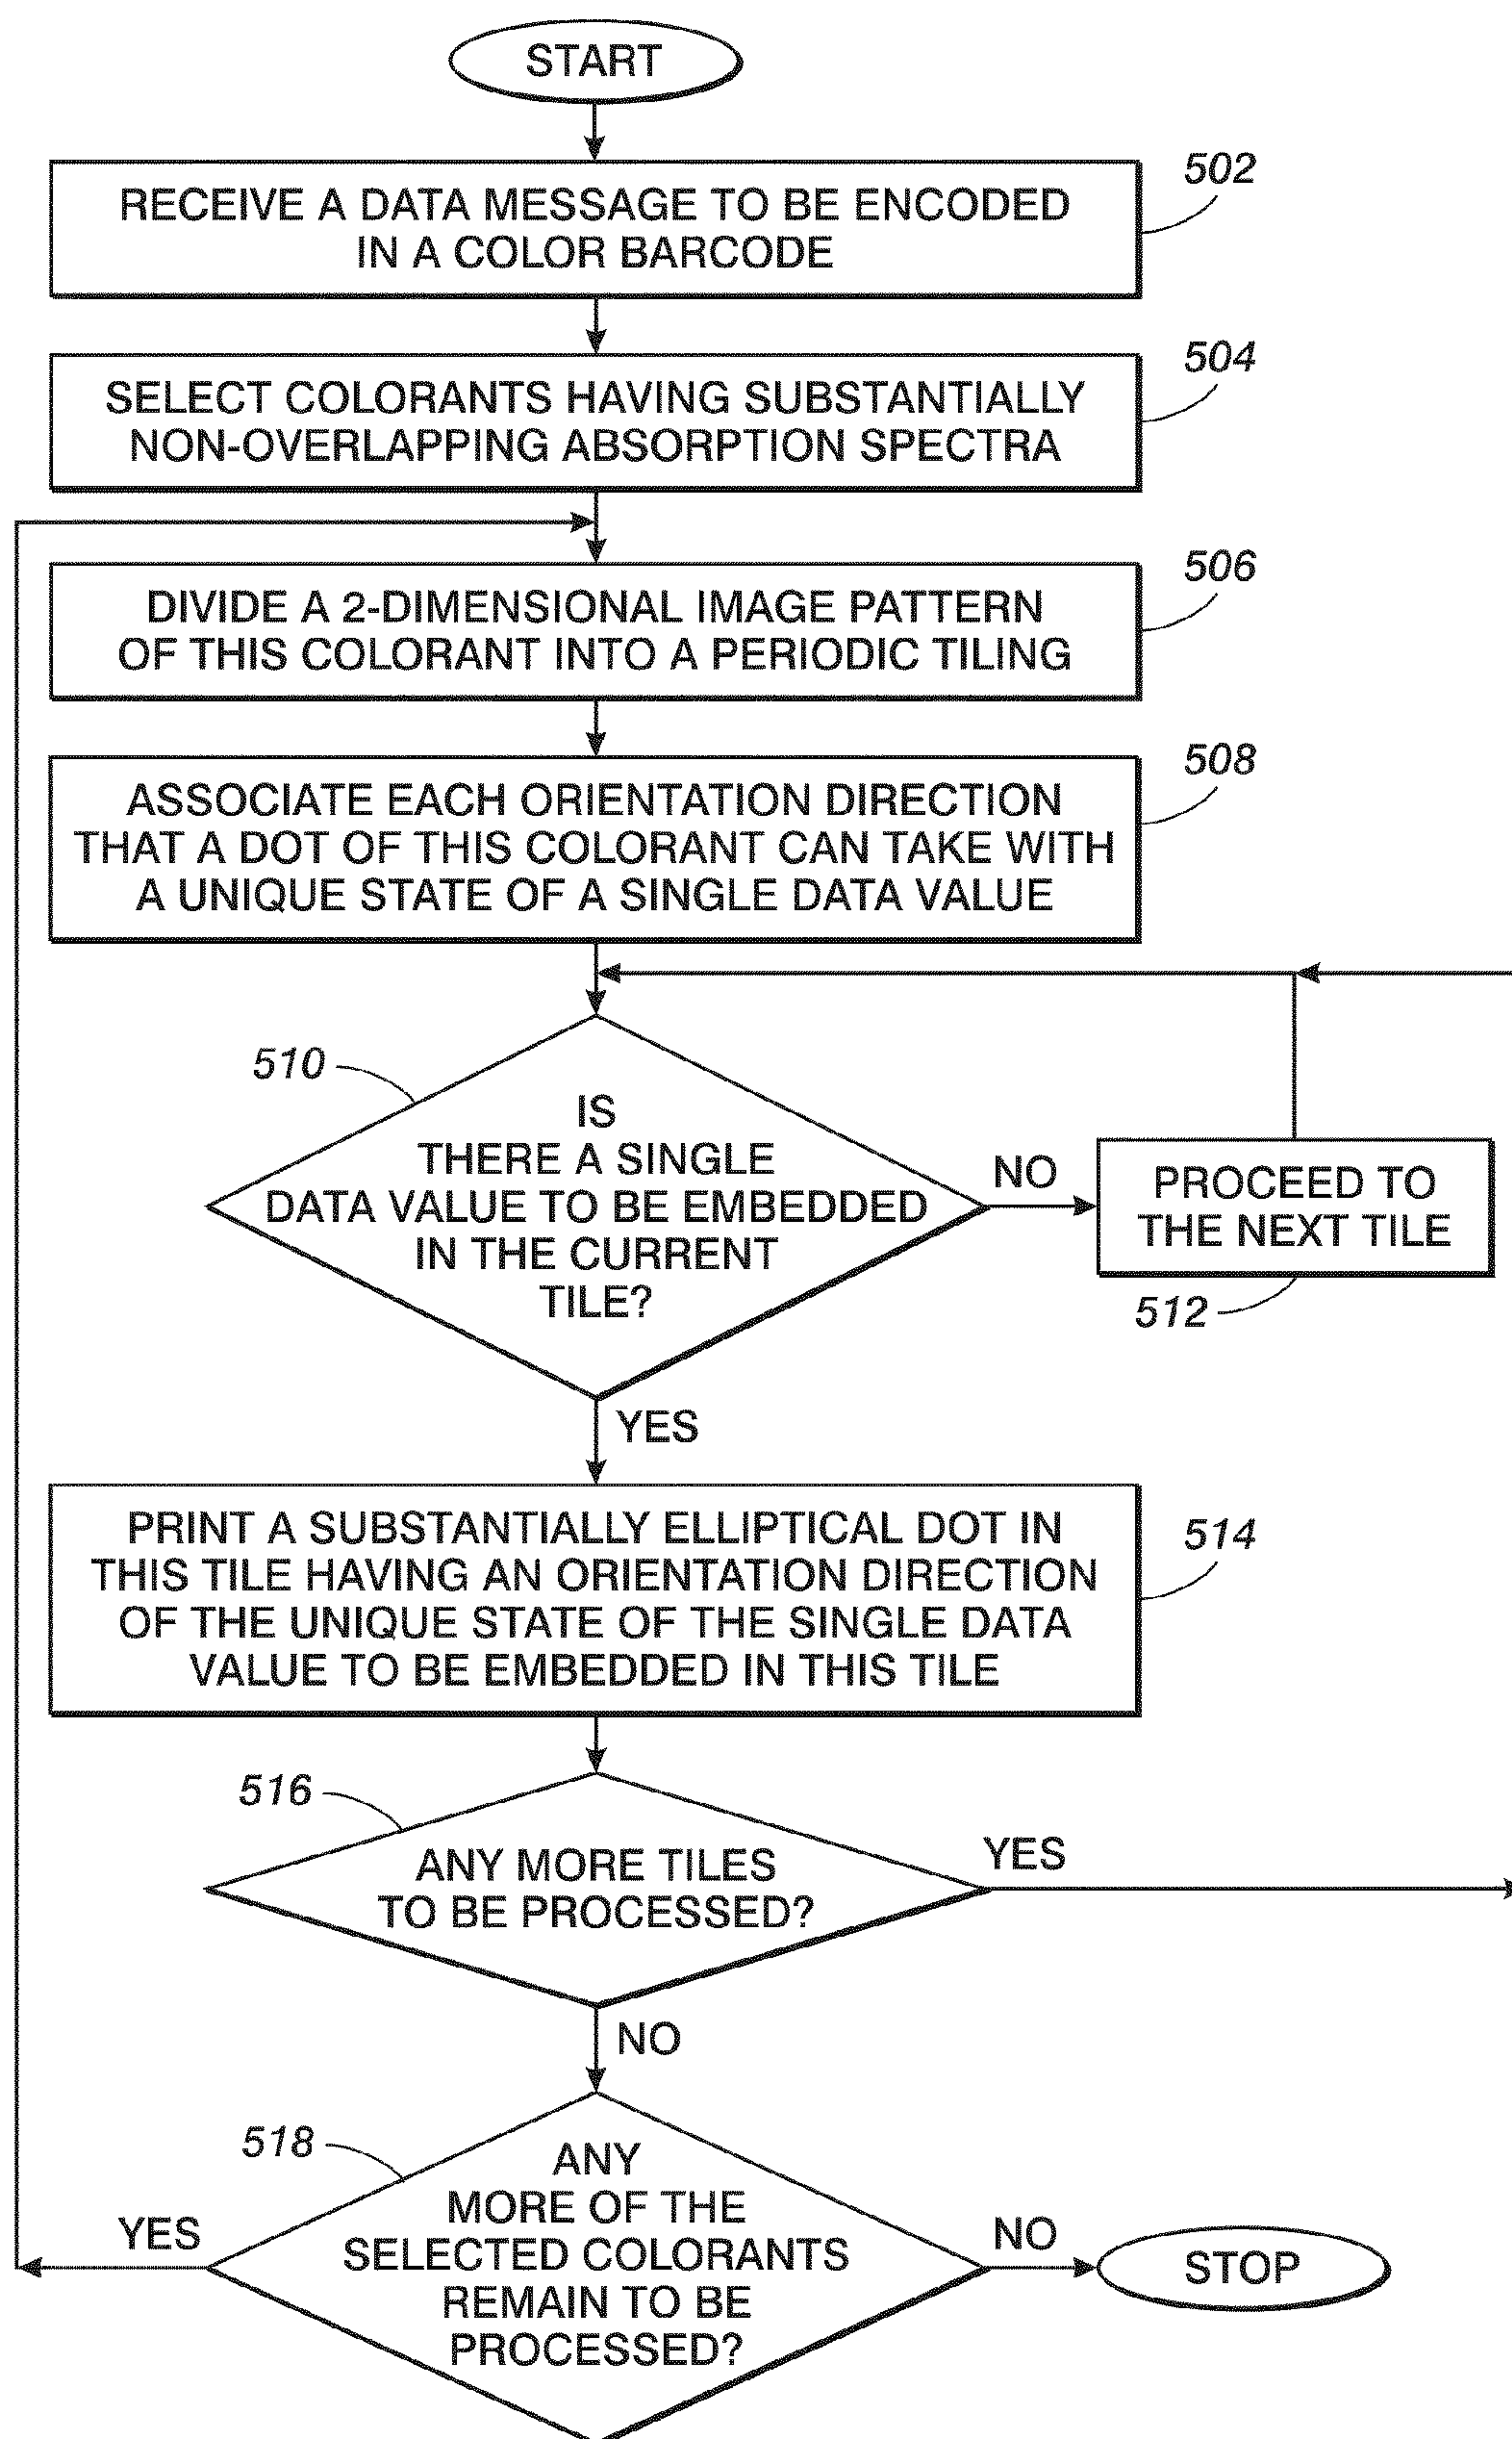 START
502
RECEIVE A DATA MESSAGE TO BE ENCODED
IN A COLOR BARCODE
504
SELECT COLORANTS HAVING SUBSTANTIALLY
NON-OVERLAPPING ABSORPTION SPECTRA
506
DIVIDE A 2-DIMENSIONAL IMAGE PATTERN
OF THIS COLORANT INTO A PERIODIC TILING
508
ASSOCIATE EACH ORIENTATION DIRECTION
THAT A DOT OF THIS COLORANT CAN TAKE WITH
A UNIQUE STATE OF A SINGLE DATA VALUE
510
IS
THERE A SINGLE
DATA VALUE TO BE EMBEDDED
IN THE CURRENT
TILE?
NO
PROCEED TO
THE NEXT TILE
512
YES
514
PRINT A SUBSTANTIALLY ELLIPTICAL DOT IN
THIS TILE HAVING AN ORIENTATION DIRECTION
OF THE UNIQUE STATE OF THE SINGLE DATA
VALUE TO BE EMBEDDED IN THIS TILE
516
ANY MORE TILES
TO BE PROCESSED?
YES
NO
518
ANY
MORE OF THE
SELECTED COLORANTS
REMAIN TO BE
PROCESSED?
YES
NO
STOP